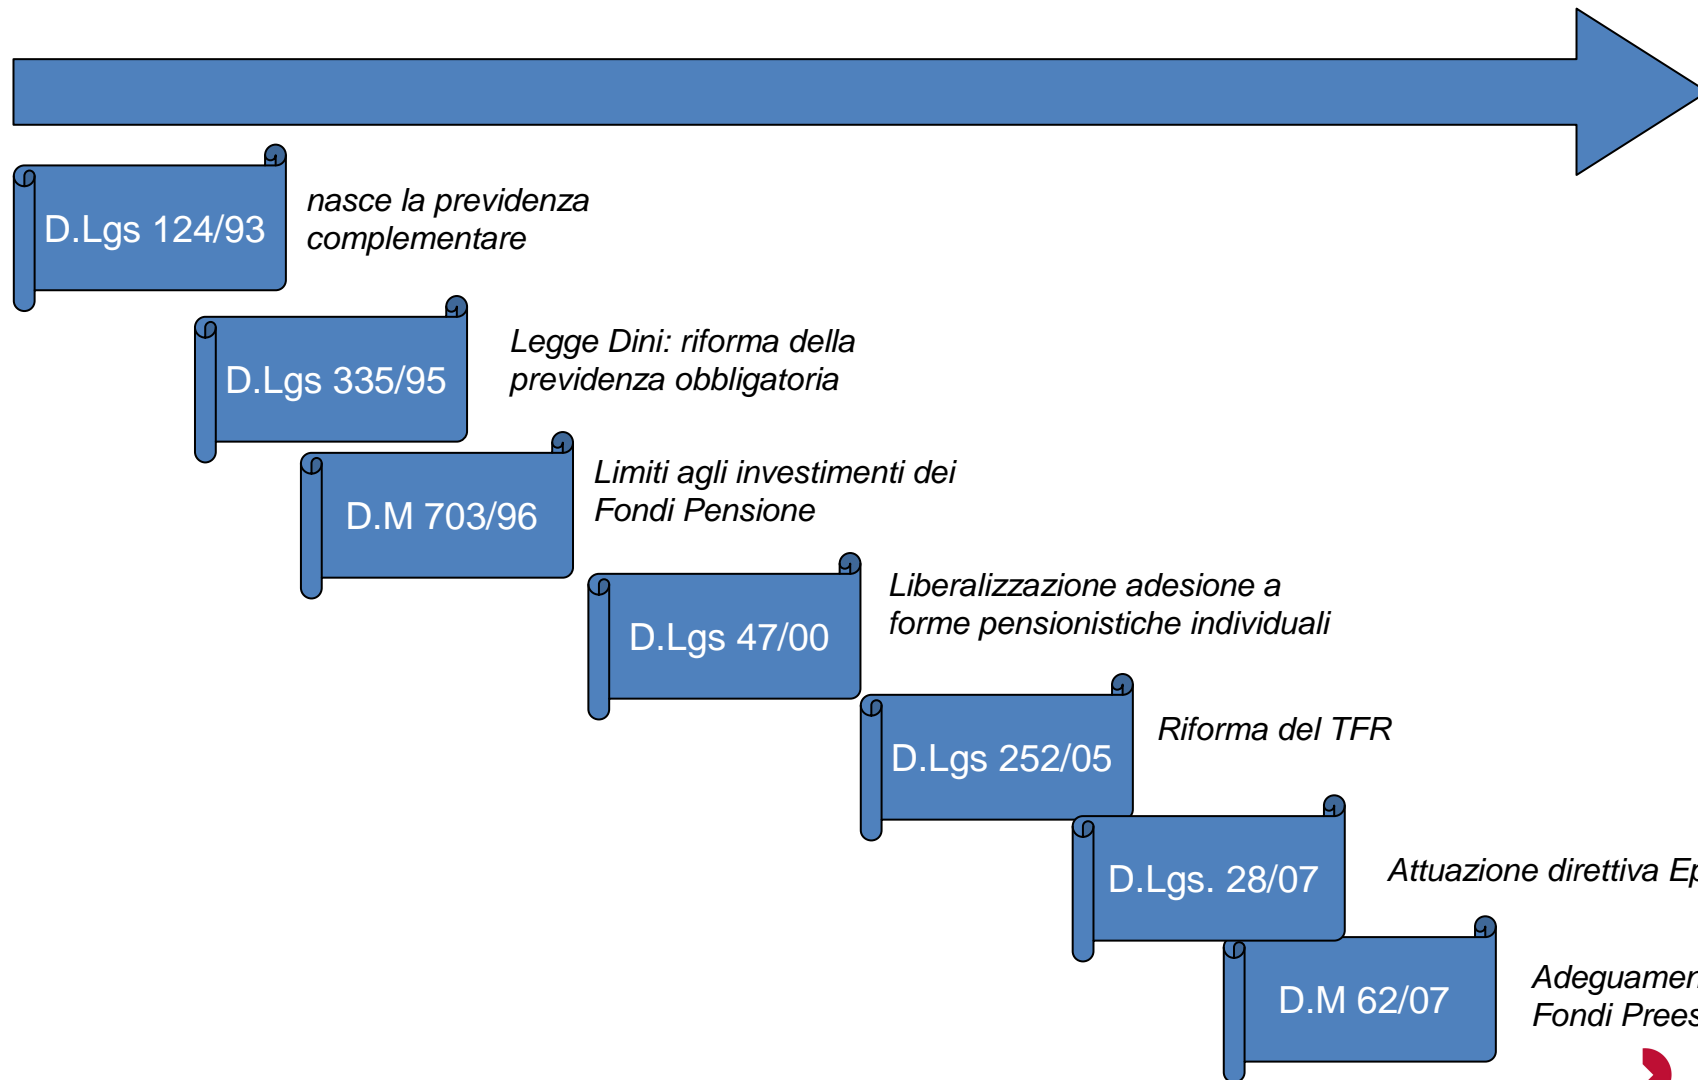 D.Lgs 124/93
nasce la previdenza
complementare
D.Lgs 335/95
Legge Dini: riforma della
previdenza obbligatoria
D.M 703/96
Limiti agli investimenti dei
Fondi Pensione
D.Lgs 47/00
Liberalizzazione adesione a
forme pensionistiche individuali
D.Lgs 252/05
Riforma del TFR
D.Lgs. 28/07
Attuazione direttiva
D.M 62/07
Fondi